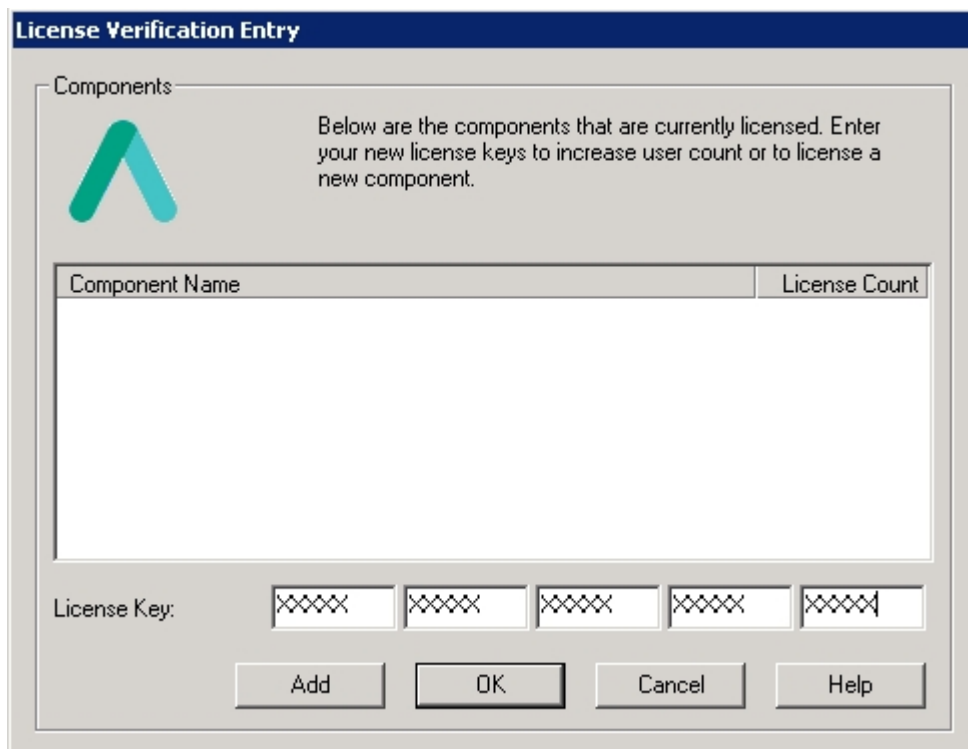 License Verification Entry
Components
Below are the components that are currently licensed. Enter
your new license keys to increase user count or to license a
new component.
Component Name License Count
License Key: XXXXX XXXXX XXXXX XXXXX XXXXX
Add OK Cancel Help